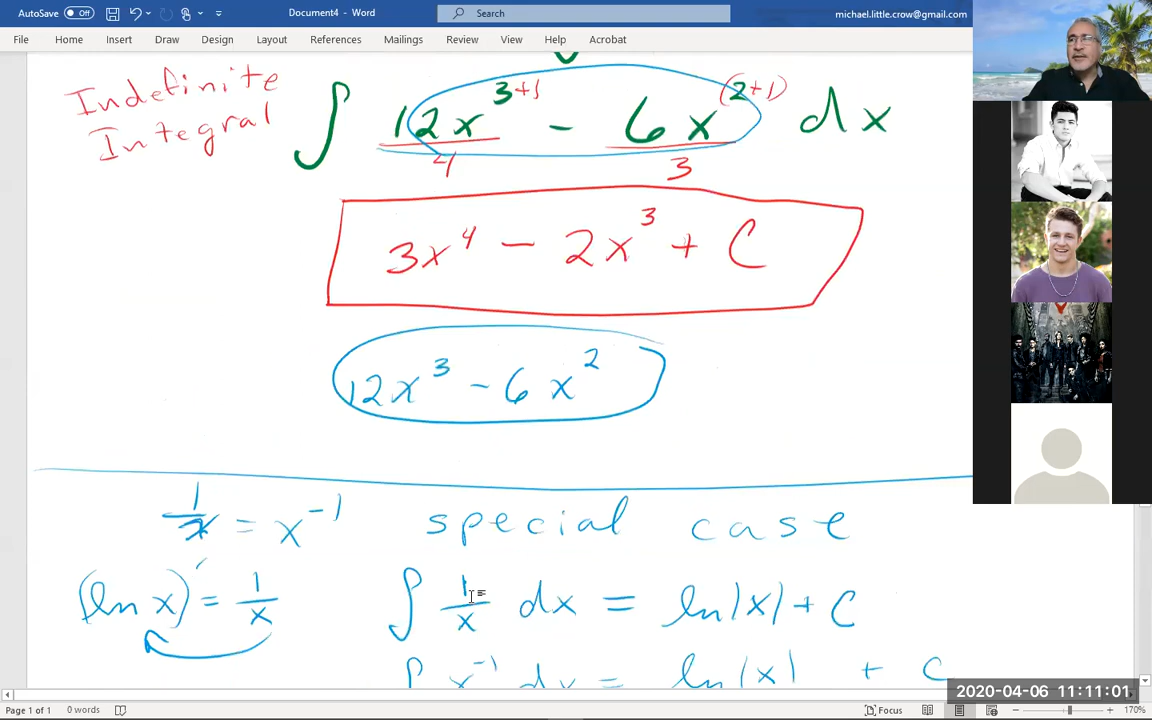 AutoSave Off Document4 - Word Search michael.little.crow@gmail.com
File Home Insert Draw Design Layout References Mailings Review View Help Acrobat
Indefinite
Integral
∫ 12x^(3+1) - 6x^(2+1) dx
4 3
3x^4 - 2x^3 + C
12x^3 - 6x^2
1/x = x^-1 special case
(ln x)' = 1/x ∫ 1/x dx = ln|x| + C
∫ x^-1 dx = ln|x| + C
2020-04-06 11:11:01
Page 1 of 1 0 words Focus 170%